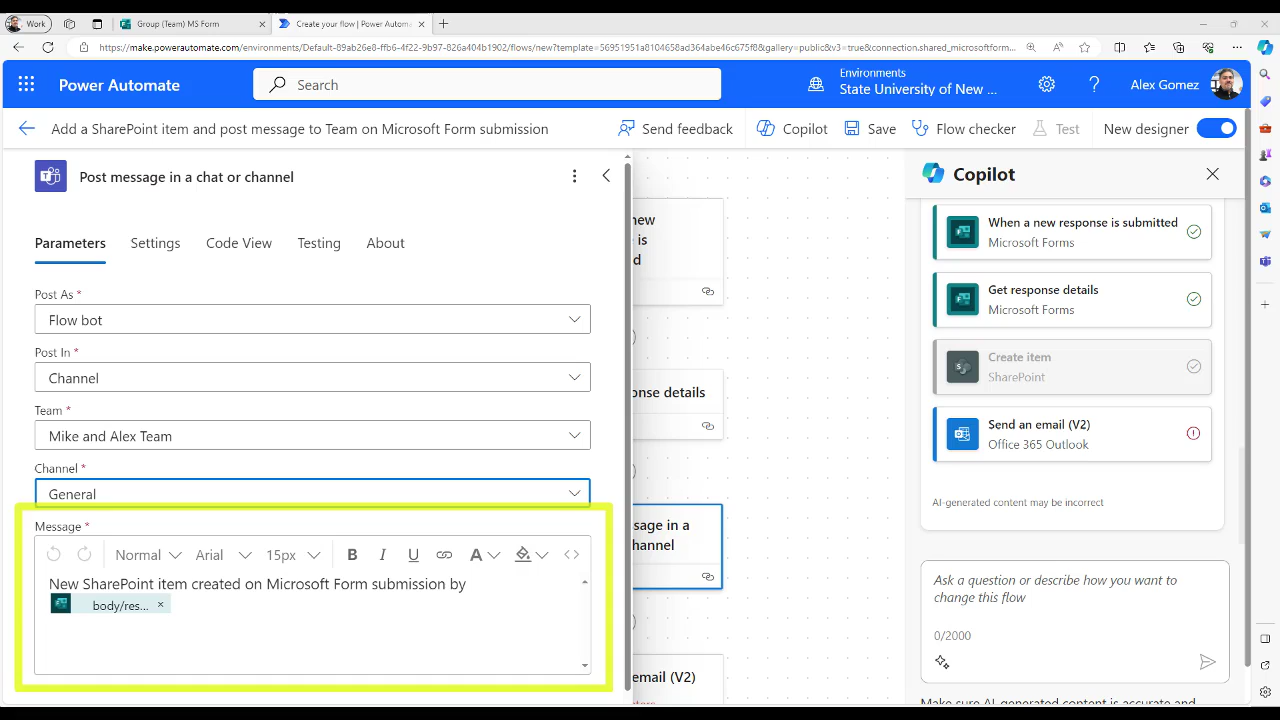 Work
Group (Team) MS Form
Create your flow | Power Autom
https://make.powerautomate.com/environments/Default-89ab26e8-ffb6-4f22-9b97-826a404b1902/flows/new?template=56951951a8104658ad364abe46c675f8&gallery=public&v3=true&connection.shared_microsoftform...
Power Automate
Search
Environments
State University of New ...
Alex Gomez
Add a SharePoint item and post message to Team on Microsoft Form submission
Send feedback
Copilot
Save
Flow checker
Test
New designer
Post message in a chat or channel
Parameters
Settings
Code View
Testing
About
Post As *
Flow bot
Post In *
Channel
Team *
Mike and Alex Team
Channel *
General
Message *
Normal
Arial
15px
B
I
U
A
New SharePoint item created on Microsoft Form submission by
body/res...
new
is
d
onse details
sage in a
hannel
email (V2)
Copilot
When a new response is submitted
Microsoft Forms
Get response details
Microsoft Forms
Create item
SharePoint
Send an email (V2)
Office 365 Outlook
AI-generated content may be incorrect
Ask a question or describe how you want to
change this flow
0/2000
Make sure AI-generated content is accurate and